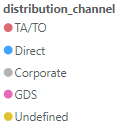 distribution_channel
TA/TO
Direct
Corporate
GDS
Undefined